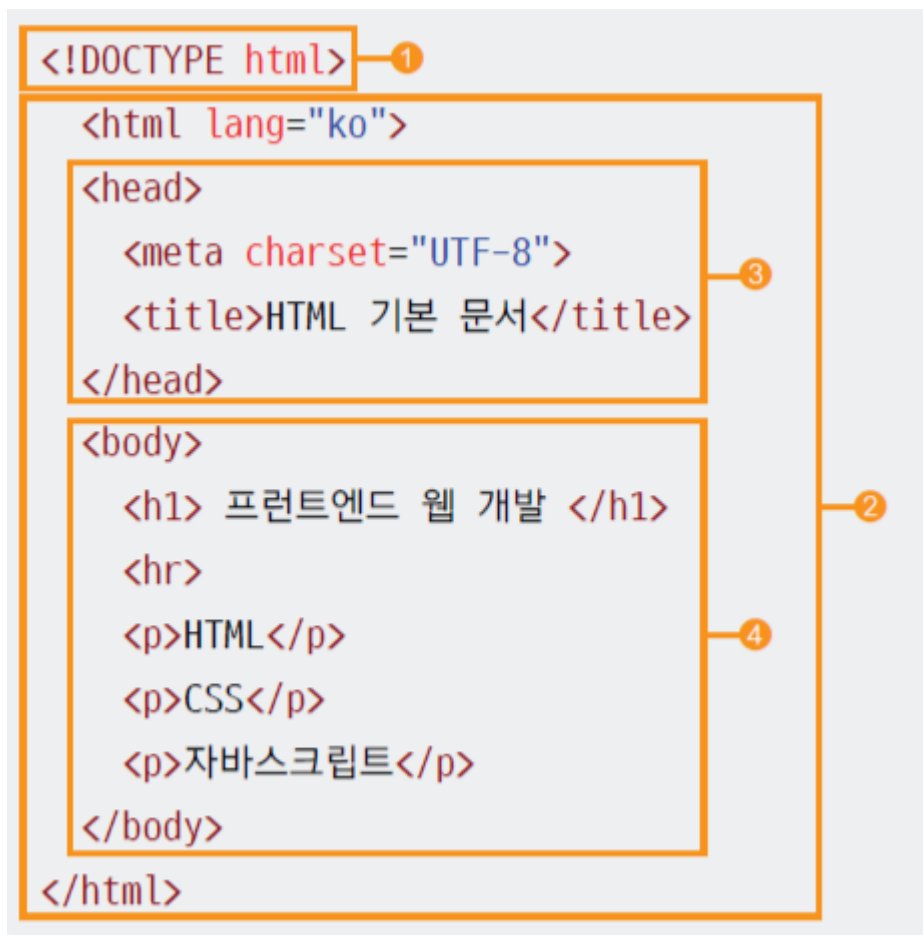 <!DOCTYPE html> 1
<html lang="ko">
<head>
<meta charset="UTF-8">
3
<title>HTML 기본 문서</title>
</head>
<body>
<h1> 프런트엔드 웹 개발 </h1>
2
<hr>
<p>HTML</p> 4
<p>CSS</p>
<p>자바스크립트</p>
</body>
</html>